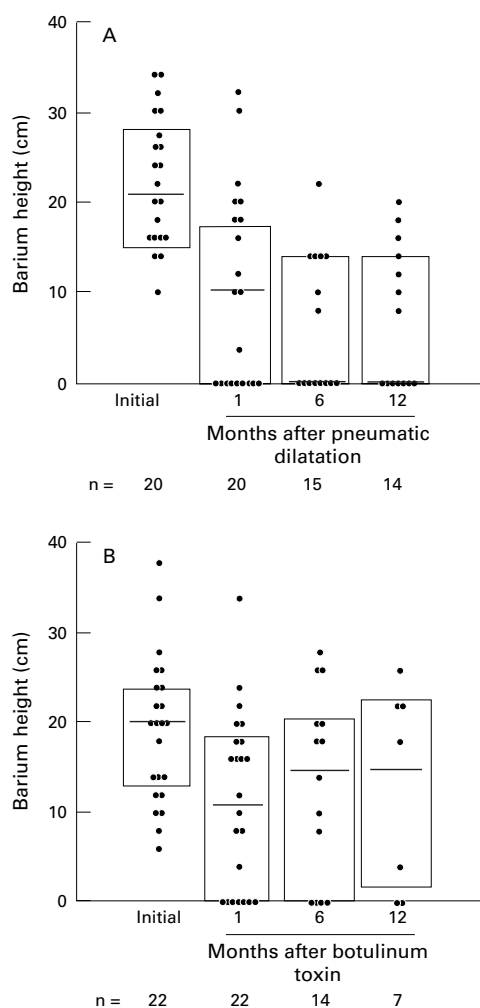 A
Barium height (cm)
40
30
20
10
0
Initial 1 6 12
Months after pneumatic
dilatation
n = 20 20 15 14
B
Barium height (cm)
40
30
20
10
0
Initial 1 6 12
Months after botulinum
toxin
n = 22 22 14 7